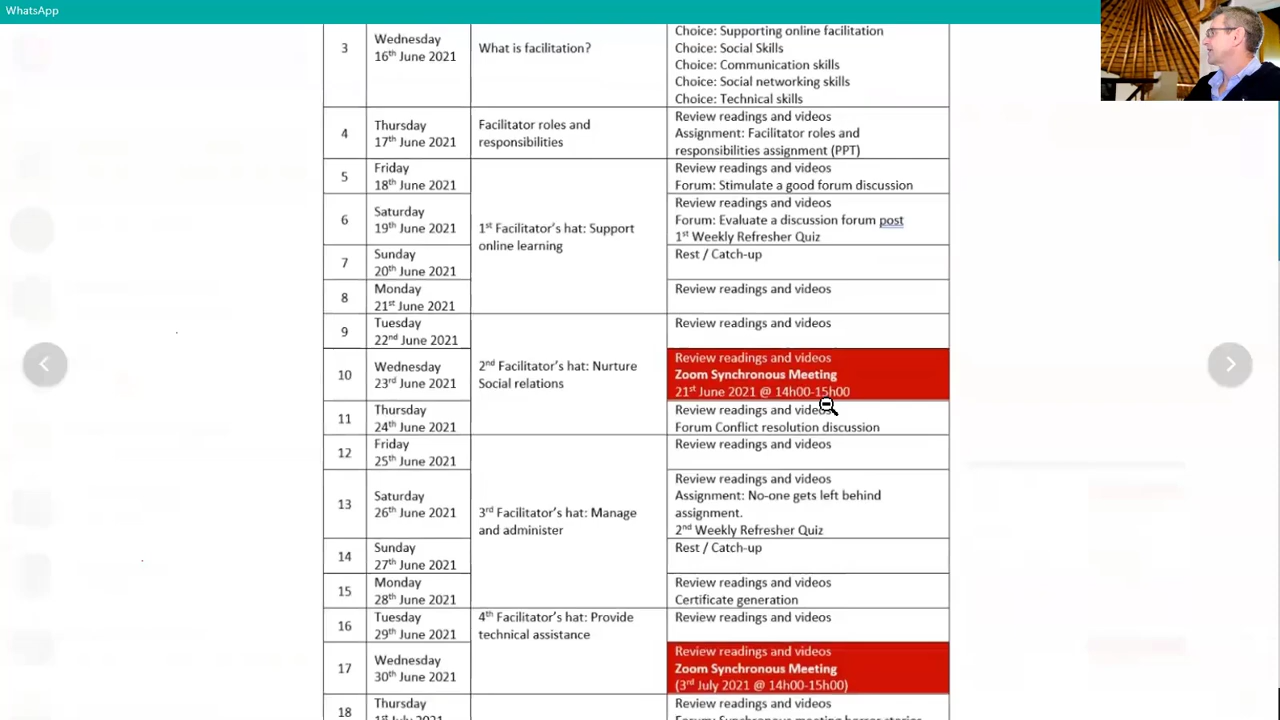 WhatsApp
3
Wednesday
16th June 2021
What is facilitation?
Choice: Supporting online facilitation
Choice: Social Skills
Choice: Communication skills
Choice: Social networking skills
Choice: Technical skills
4
Thursday
17th June 2021
Facilitator roles and
responsibilities
Review readings and videos
Assignment: Facilitator roles and
responsibilities assignment (PPT)
5
Friday
18th June 2021
1st Facilitator's hat: Support
online learning
Review readings and videos
Forum: Stimulate a good forum discussion
6
Saturday
19th June 2021
Review readings and videos
Forum: Evaluate a discussion forum post
1st Weekly Refresher Quiz
7
Sunday
20th June 2021
Rest / Catch-up
8
Monday
21st June 2021
Review readings and videos
9
Tuesday
22nd June 2021
2nd Facilitator's hat: Nurture
Social relations
Review readings and videos
10
Wednesday
23rd June 2021
Review readings and videos
Zoom Synchronous Meeting
21st June 2021 @ 14h00-15h00
11
Thursday
24th June 2021
Review readings and videos
Forum Conflict resolution discussion
12
Friday
25th June 2021
3rd Facilitator's hat: Manage
and administer
Review readings and videos
13
Saturday
26th June 2021
Review readings and videos
Assignment: No-one gets left behind
assignment.
2nd Weekly Refresher Quiz
14
Sunday
27th June 2021
Rest / Catch-up
15
Monday
28th June 2021
Review readings and videos
Certificate generation
16
Tuesday
29th June 2021
4th Facilitator's hat: Provide
technical assistance
Review readings and videos
17
Wednesday
30th June 2021
Review readings and videos
Zoom Synchronous Meeting
(3rd July 2021 @ 14h00-15h00)
18
Thursday
1st July 2021
Review readings and videos
Forum: Synchronous meeting horror stories